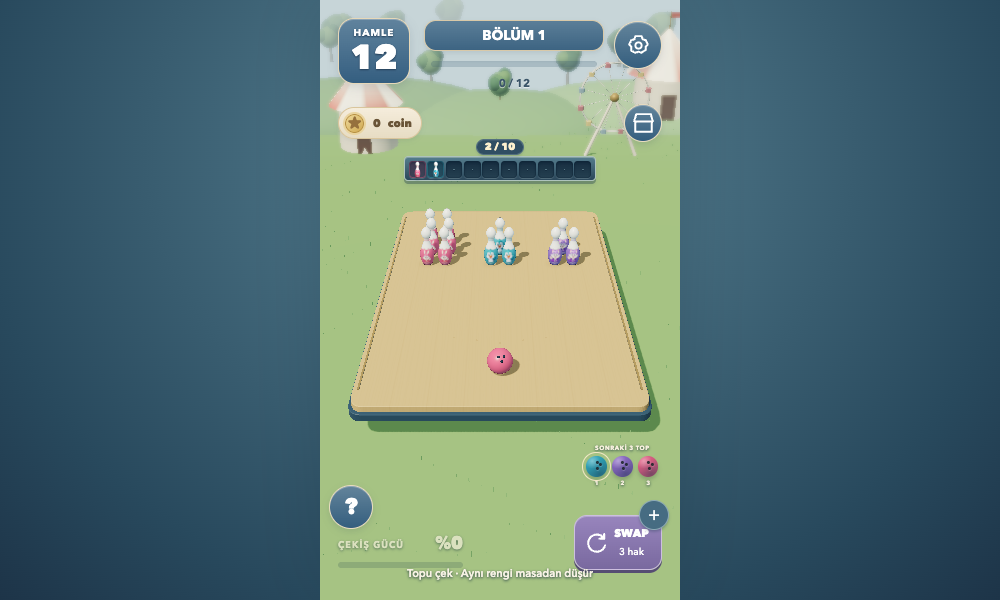 HAMLE
12
BÖLÜM 1
0/12
0 coin
2 / 10
SONRAKİ 3 TOP
1 2 3
?
+
SWAP
3 hak
ÇEKİŞ GÜCÜ %0
Topu çek · Aynı rengi masadan düşür